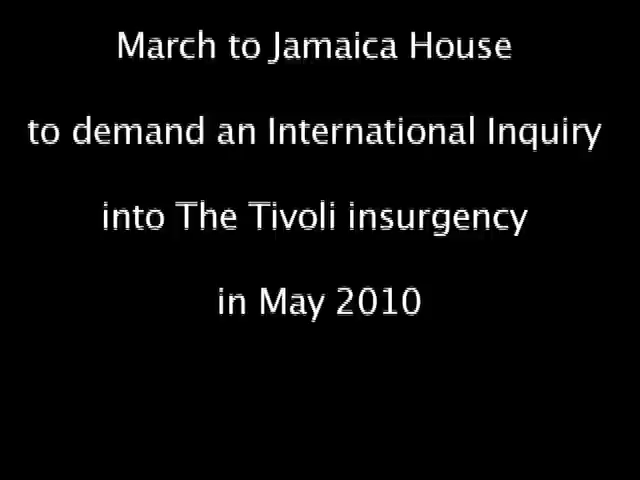 March to Jamaica House
to demand an International Inquiry
into The Tivoli insurgency
in May 2010